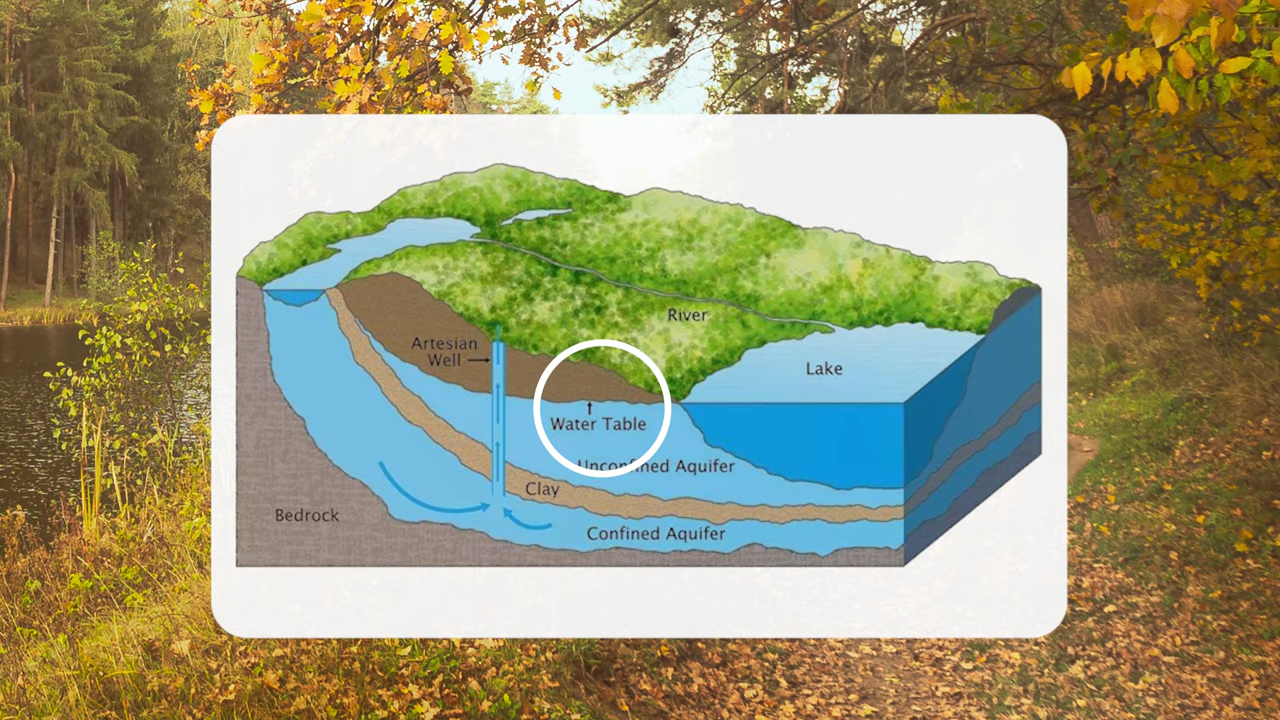 River
Artesian
Well
Lake
Water Table
Unconfined Aquifer
Clay
Bedrock
Confined Aquifer